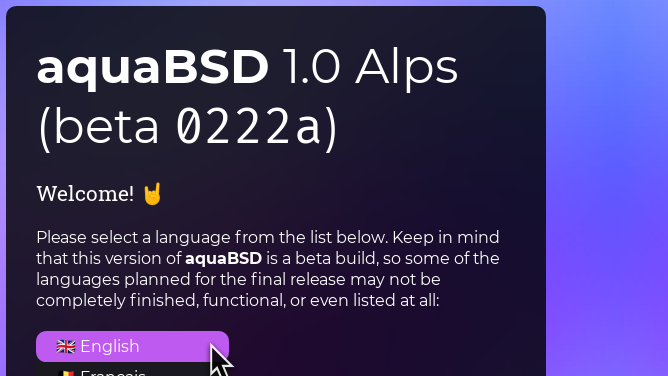 aquaBSD 1.0 Alps
(beta 0222a)
Welcome! 🤘
Please select a language from the list below. Keep in mind
that this version of aquaBSD is a beta build, so some of the
languages planned for the final release may not be
completely finished, functional, or even listed at all:
🇬🇧 English
🇧🇪 Français